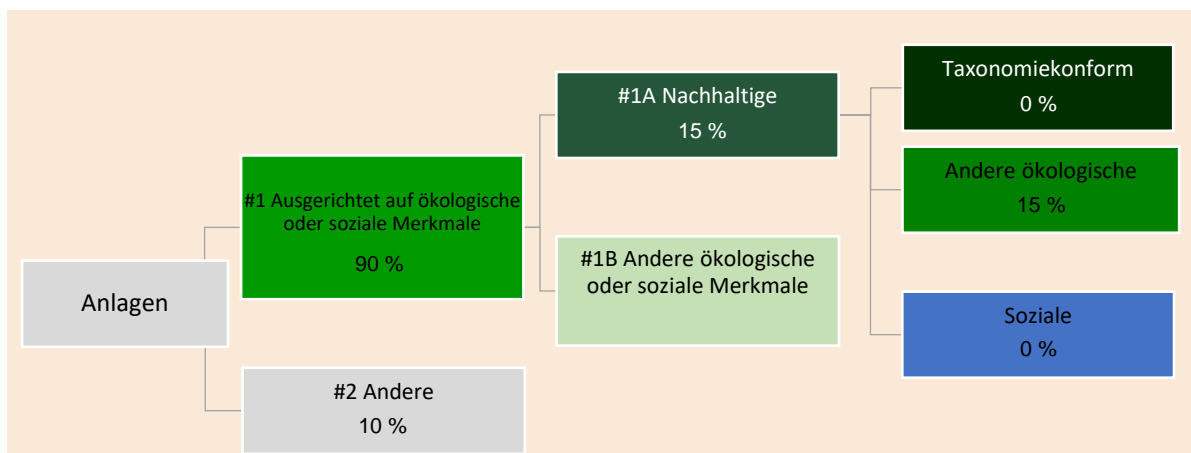 Anlagen
#1 Ausgerichtet auf ökologische
oder soziale Merkmale
90 %
#2 Andere
10 %
#1A Nachhaltige
15 %
#1B Andere ökologische
oder soziale Merkmale
Taxonomiekonform
0 %
Andere ökologische
15 %
Soziale
0 %